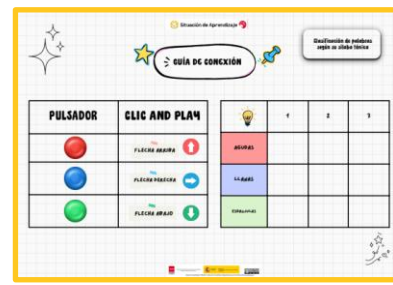 Situación de Aprendizaje
Clasificación de palabras
según su sílaba tónica
GUÍA DE CONEXIÓN
PULSADOR CLIC AND PLAY
FLECHA ARRIBA
FLECHA DERECHA
FLECHA ABAJO
1 2 3
AGUDAS
LLANAS
ESDRÚJULAS